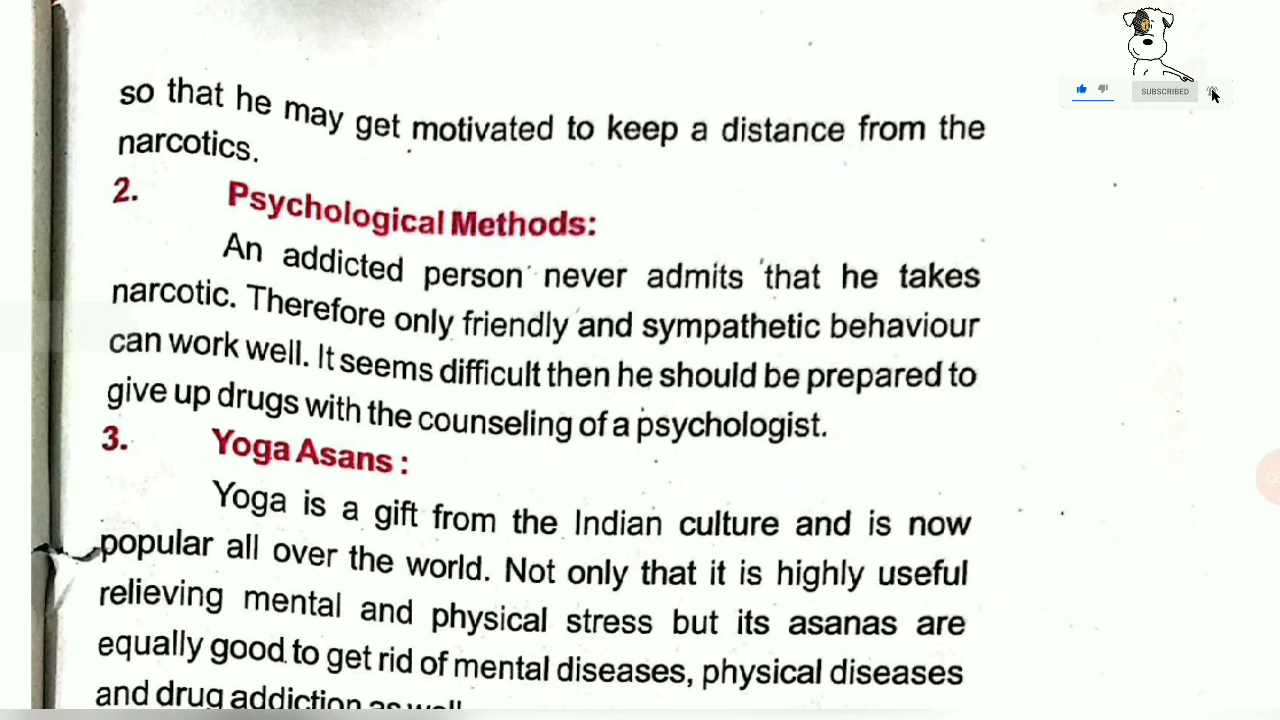 so that he may get motivated to keep a distance from the
narcotics.
2. Psychological Methods:
An addicted person never admits that he takes
narcotic. Therefore only friendly and sympathetic behaviour
can work well. It seems difficult then he should be prepared to
give up drugs with the counseling of a psychologist.
3. Yoga Asans :
Yoga is a gift from the Indian culture and is now
popular all over the world. Not only that it is highly useful
relieving mental and physical stress but its asanas are
equally good to get rid of mental diseases, physical diseases
and drug addiction as well
SUBSCRIBED